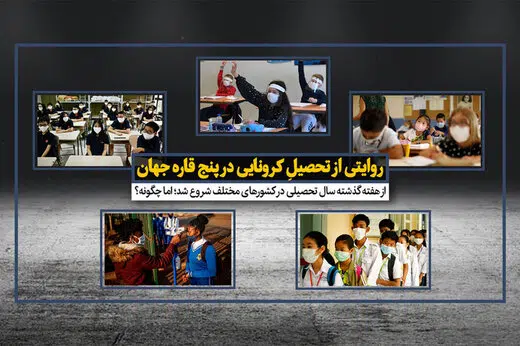 روایتی از تحصیلِ کرونایی در پنج قاره جهان
از هفته گذشته سال تحصیلی در کشورهای مختلف شروع شد؛ اما چگونه؟